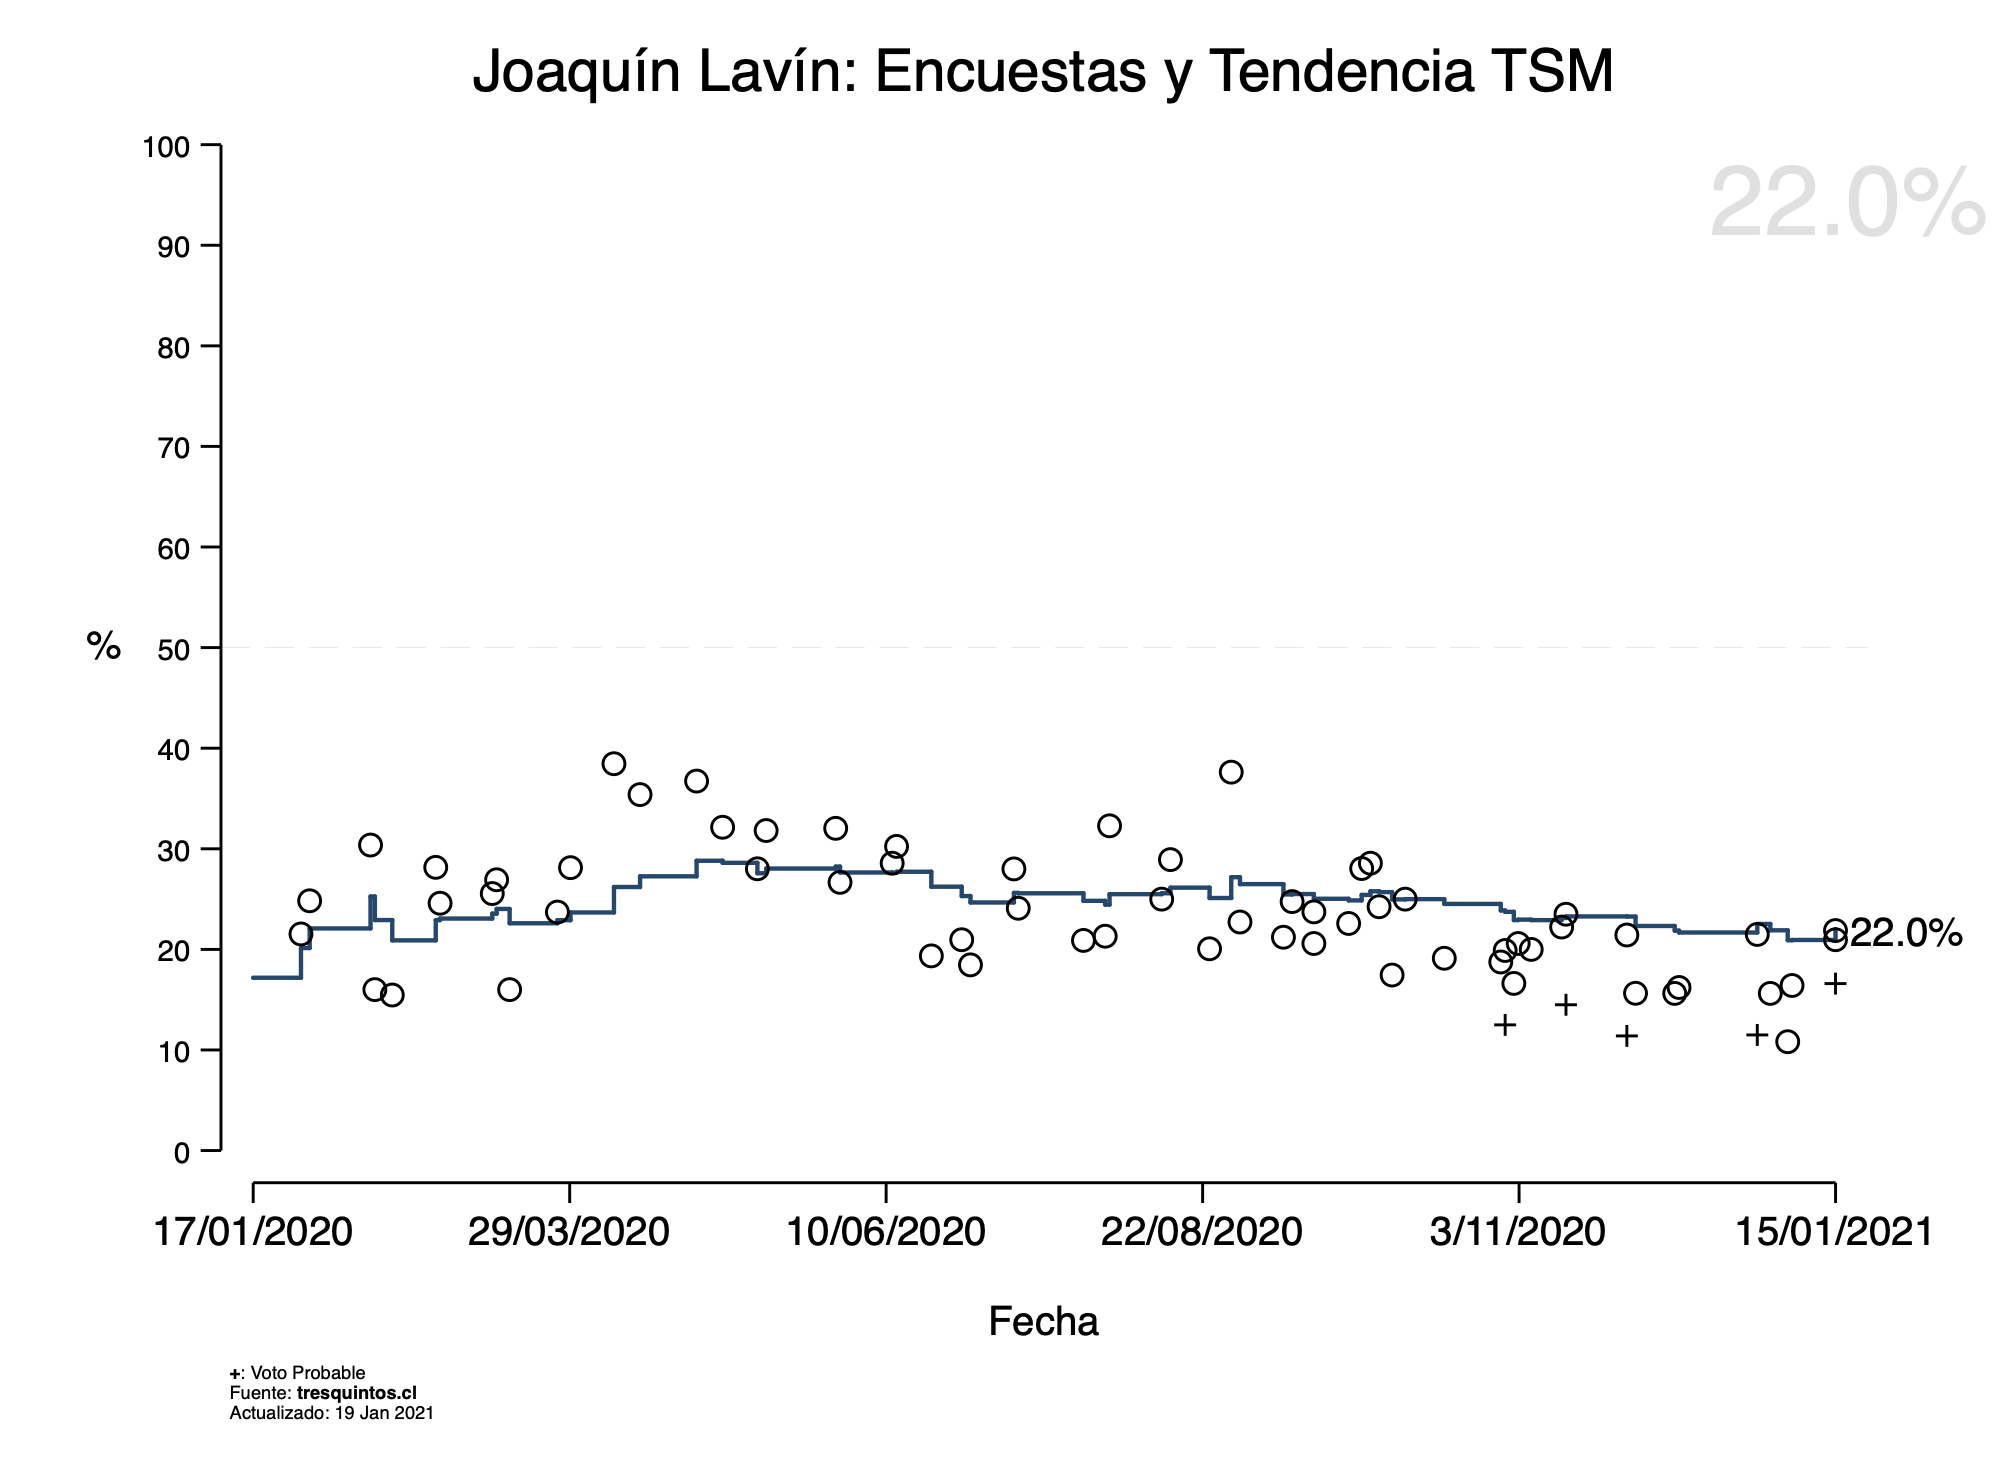 Joaquín Lavín: Encuestas y Tendencia TSM
22.0%
100
90
80
70
60
50
40
30
20
10
0
%
22.0%
17/01/2020 29/03/2020 10/06/2020 22/08/2020 3/11/2020 15/01/2021
Fecha
+: Voto Probable
Fuente: tresquintos.cl
Actualizado: 19 Jan 2021